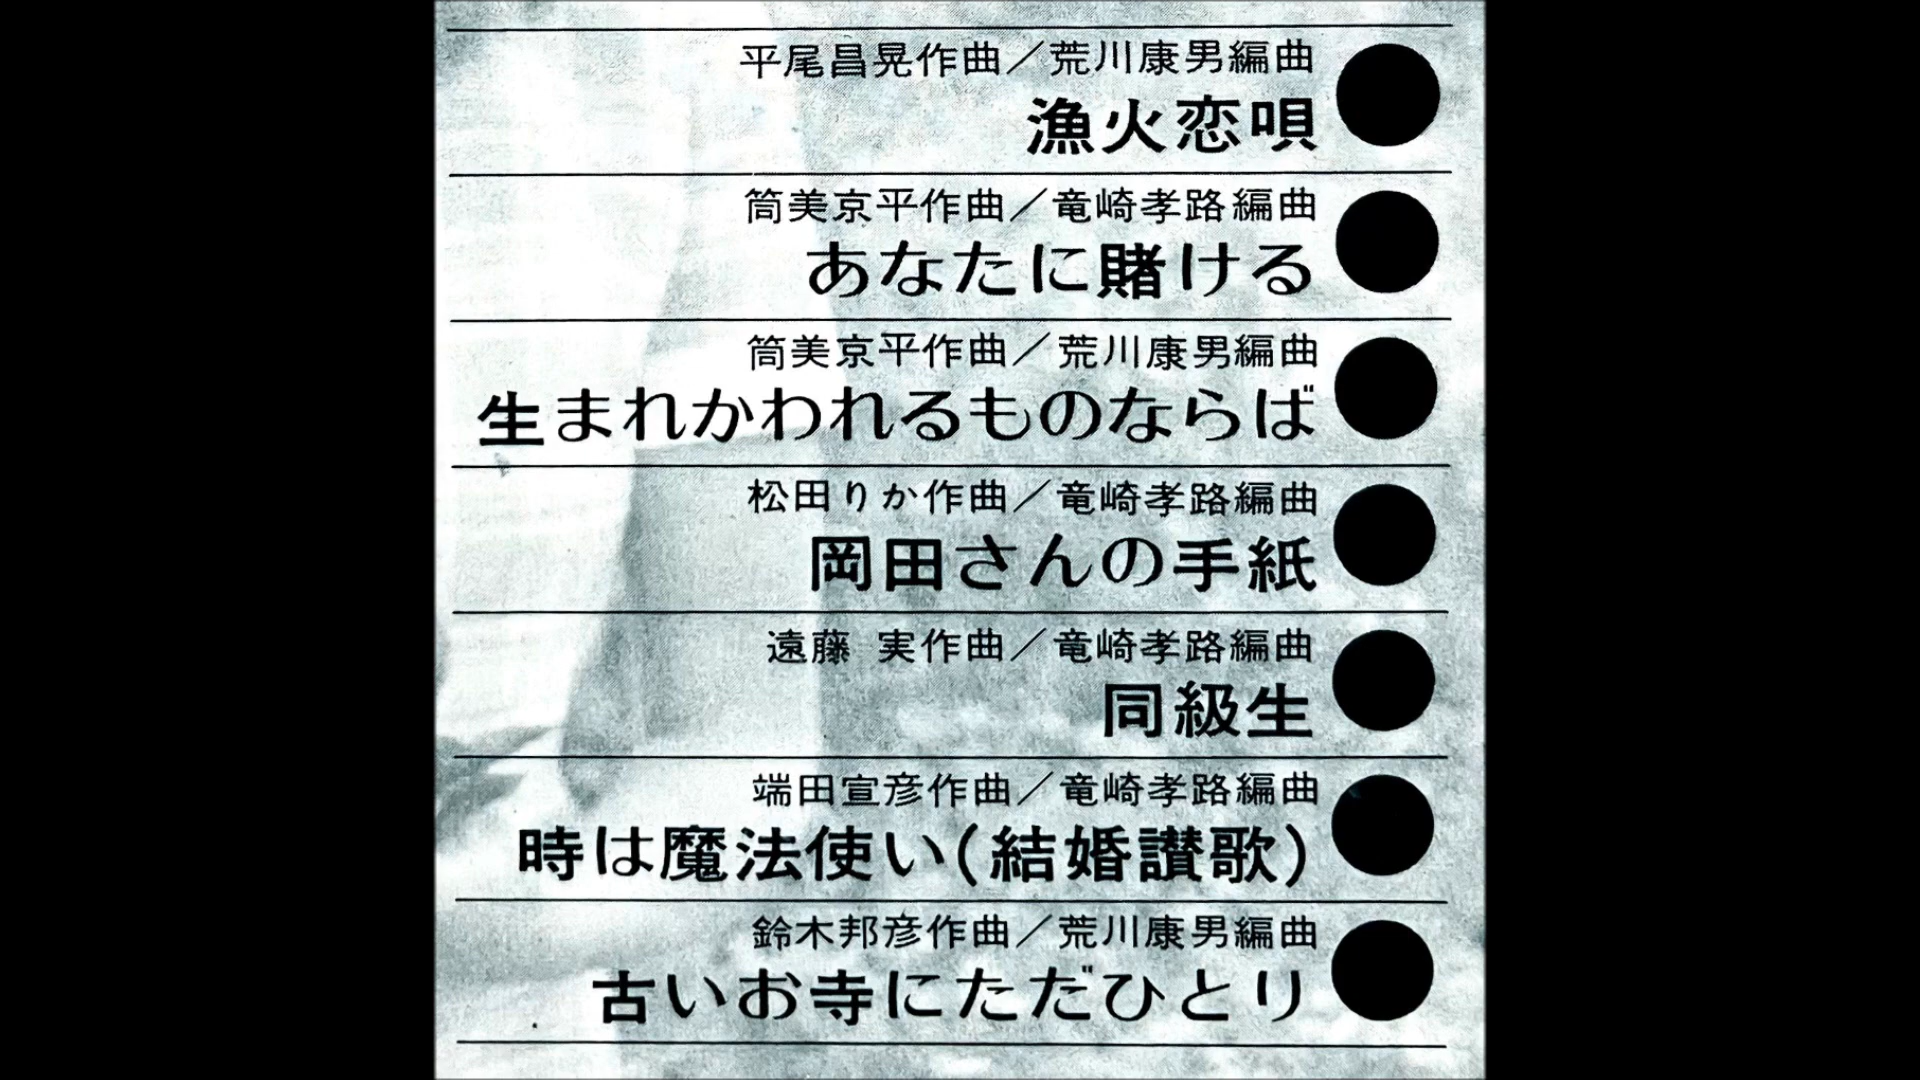 平尾昌晃作曲／荒川康男編曲
漁火恋唄
筒美京平作曲／竜崎孝路編曲
あなたに賭ける
筒美京平作曲／荒川康男編曲
生まれかわれるものならば
松田りか作曲／竜崎孝路編曲
岡田さんの手紙
遠藤 実作曲／竜崎孝路編曲
同級生
端田宣彦作曲／竜崎孝路編曲
時は魔法使い(結婚讃歌)
鈴木邦彦作曲／荒川康男編曲
古いお寺にただひとり